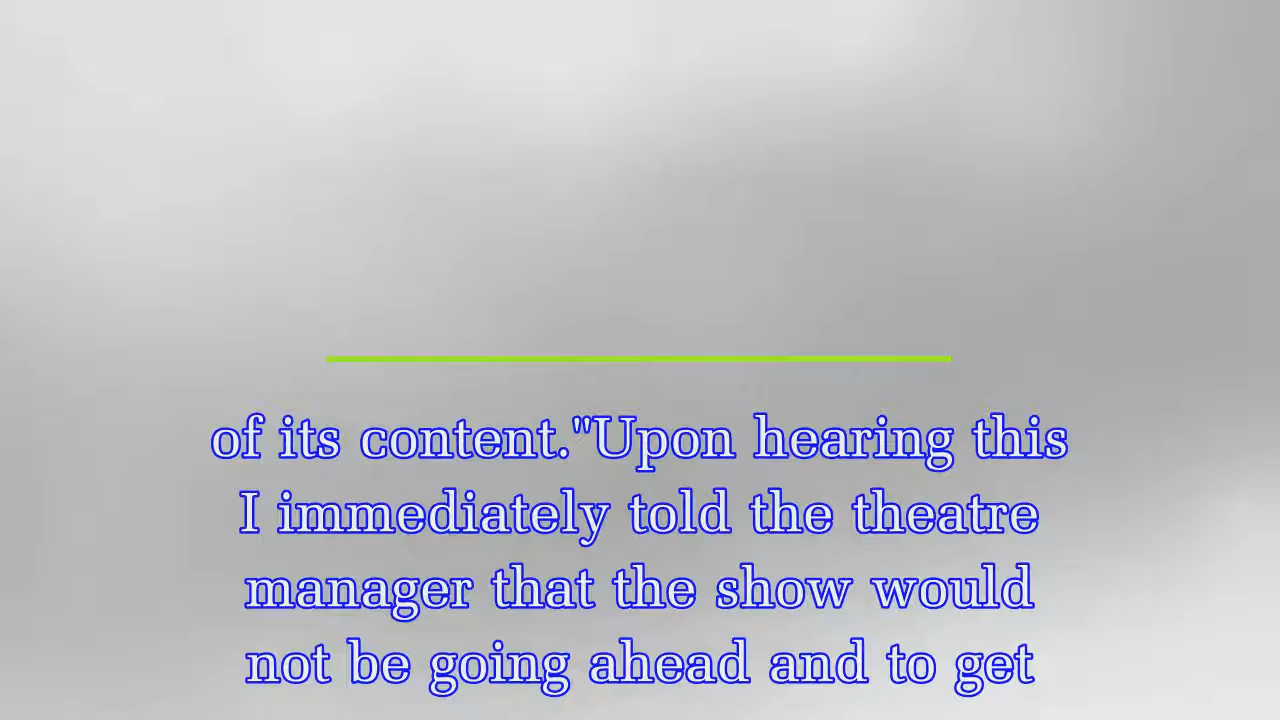 of its content."Upon hearing this
I immediately told the theatre
manager that the show would
not be going ahead and to get